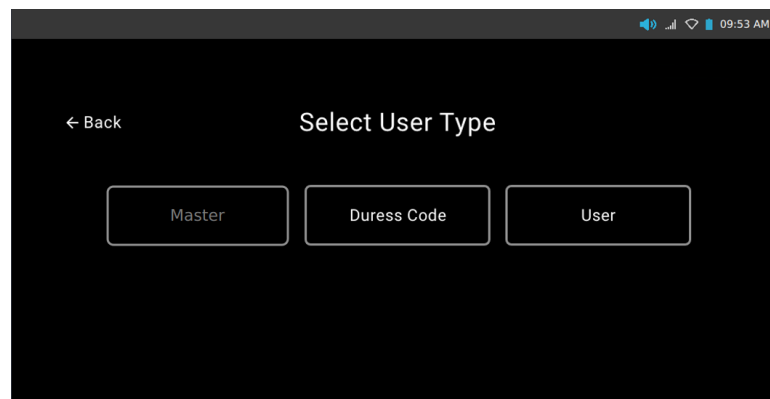 09:53 AM
← Back
Select User Type
Master
Duress Code
User